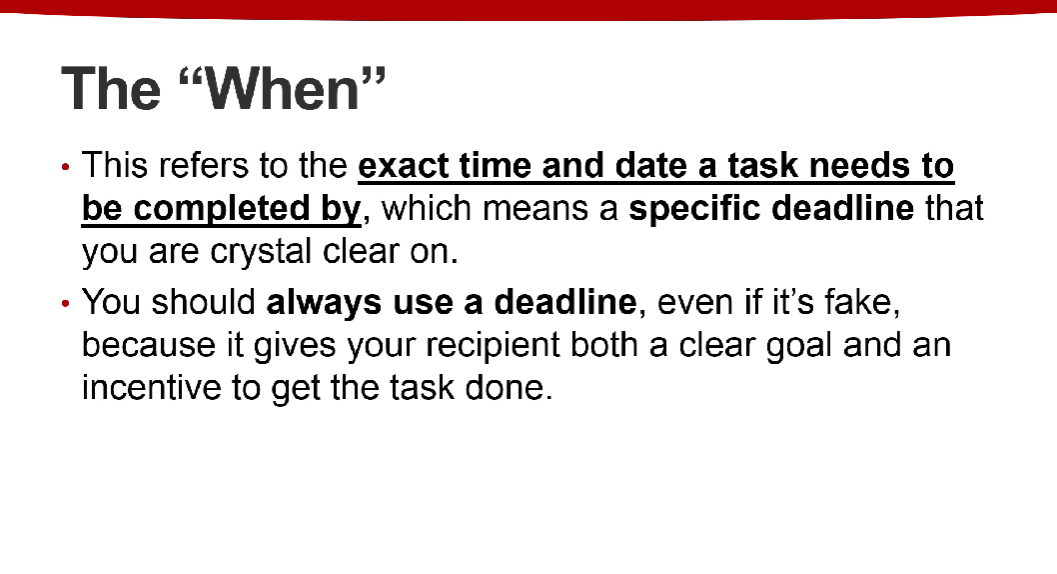 The “When”
• This refers to the exact time and date a task needs to
be completed by, which means a specific deadline that
you are crystal clear on.
• You should always use a deadline, even if it’s fake,
because it gives your recipient both a clear goal and an
incentive to get the task done.